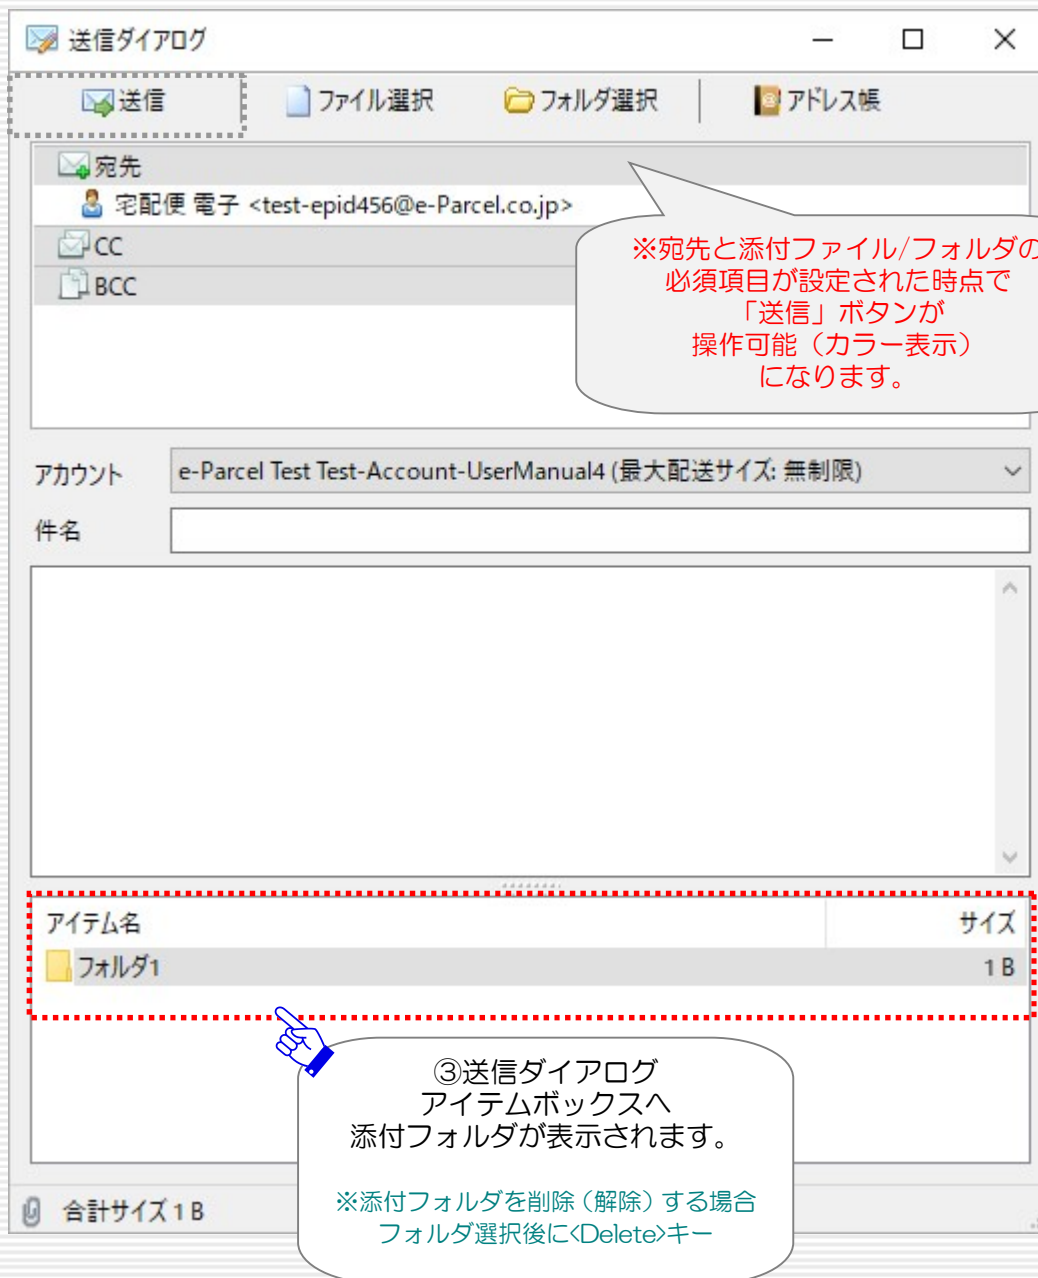 送信ダイアログ
送信 ファイル選択 フォルダ選択 アドレス帳
宛先
宅配便 電子 <test-epid456@e-Parcel.co.jp>
CC
BCC
※宛先と添付ファイル/フォルダの
必須項目が設定された時点で
「送信」ボタンが
操作可能（カラー表示）
になります。
アカウント e-Parcel Test Test-Account-UserManual4 (最大配送サイズ: 無制限)
件名
アイテム名 サイズ
フォルダ1 1 B
③送信ダイアログ
アイテムボックスへ
添付フォルダが表示されます。
※添付フォルダを削除（解除）する場合
フォルダ選択後に<Delete>キー
合計サイズ 1 B